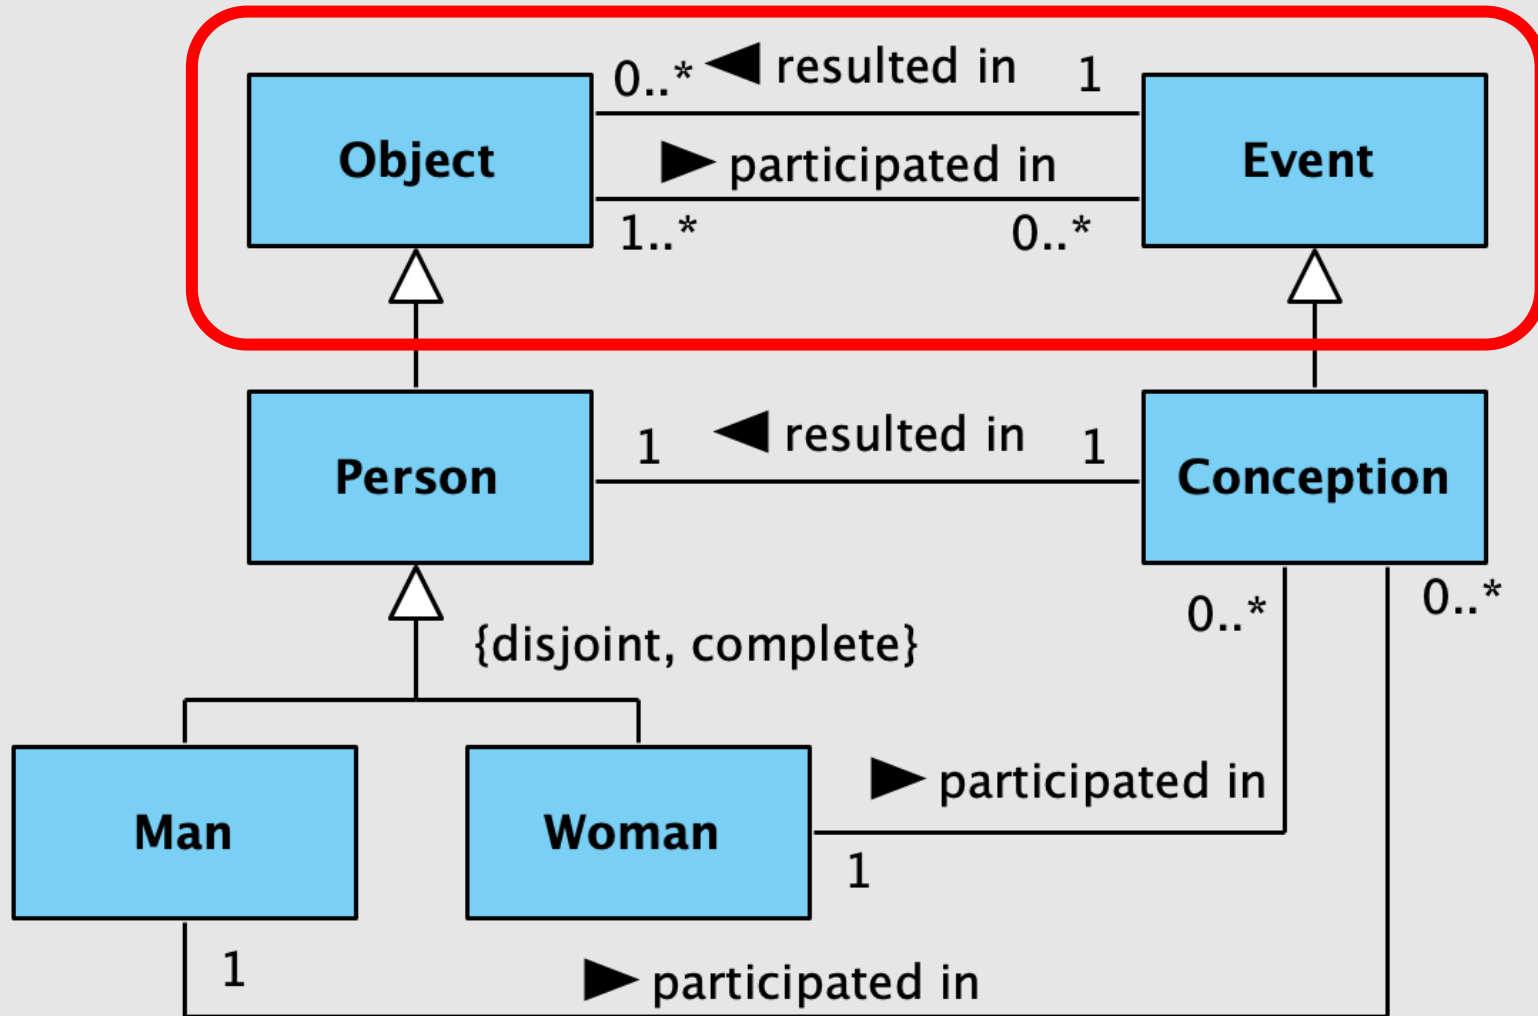 0..* ◀ resulted in 1
Object
Event
▶ participated in
1..* 0..*
1 ◀ resulted in 1
Person
Conception
0..* 0..*
{disjoint, complete}
▶ participated in
Man
Woman
1
1
▶ participated in